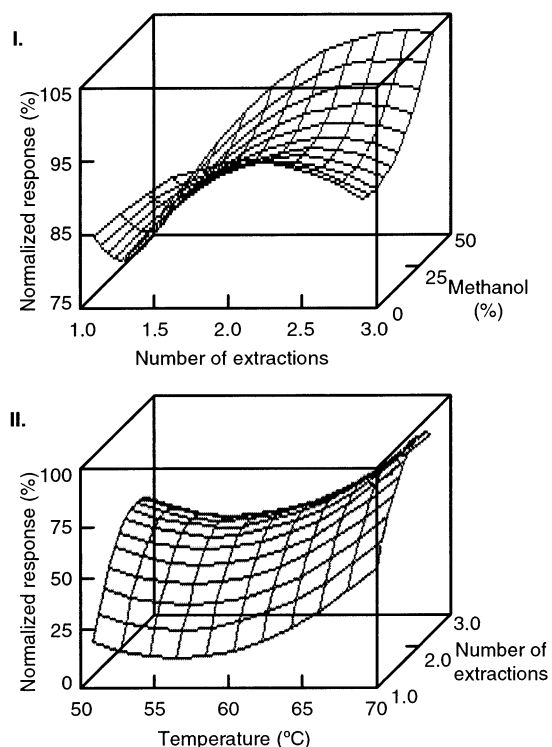 I.
Normalized response (%)
105
95
85
75
1.0
1.5
2.0
2.5
3.0
Number of extractions
0
25
50
Methanol
(%)
II.
Normalized response (%)
100
75
50
25
0
50
55
60
65
70
Temperature (ºC)
1.0
2.0
3.0
Number of
extractions